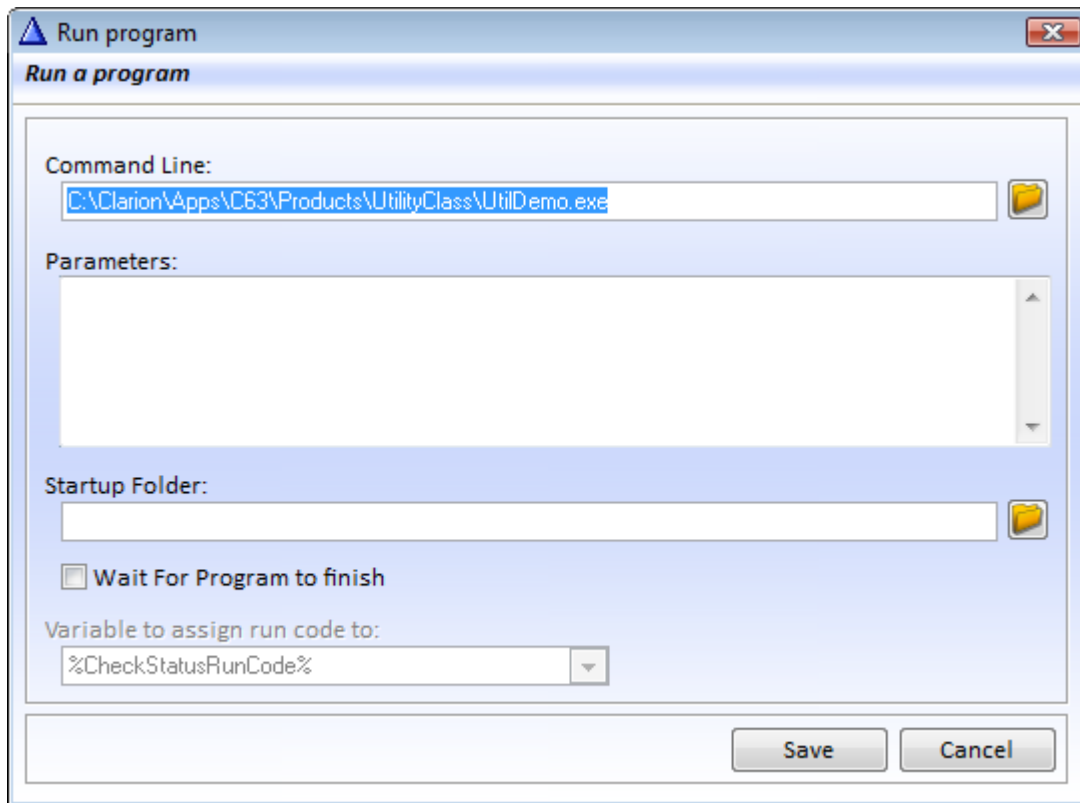 Run program
Run a program
Command Line:
C:\Clarion\Apps\C63\Products\UtilityClass\UtilDemo.exe
Parameters:
Startup Folder:
Wait For Program to finish
Variable to assign run code to:
%CheckStatusRunCode%
Save Cancel